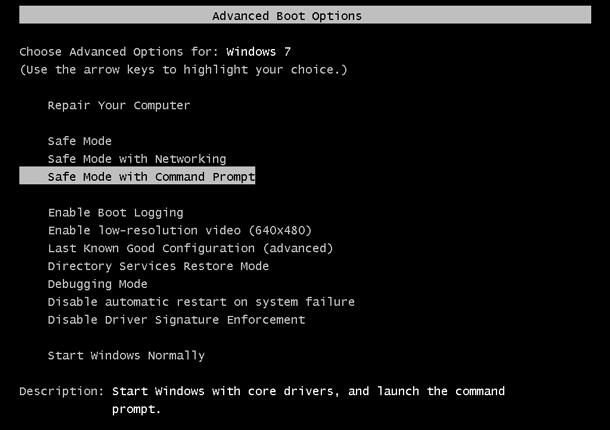 Advanced Boot Options
Choose Advanced Options for: Windows 7
(Use the arrow keys to highlight your choice.)
Repair Your Computer
Safe Mode
Safe Mode with Networking
Safe Mode with Command Prompt
Enable Boot Logging
Enable low-resolution video (640x480)
Last Known Good Configuration (advanced)
Directory Services Restore Mode
Debugging Mode
Disable automatic restart on system failure
Disable Driver Signature Enforcement
Start Windows Normally
Description: Start Windows with core drivers, and launch the command
prompt.